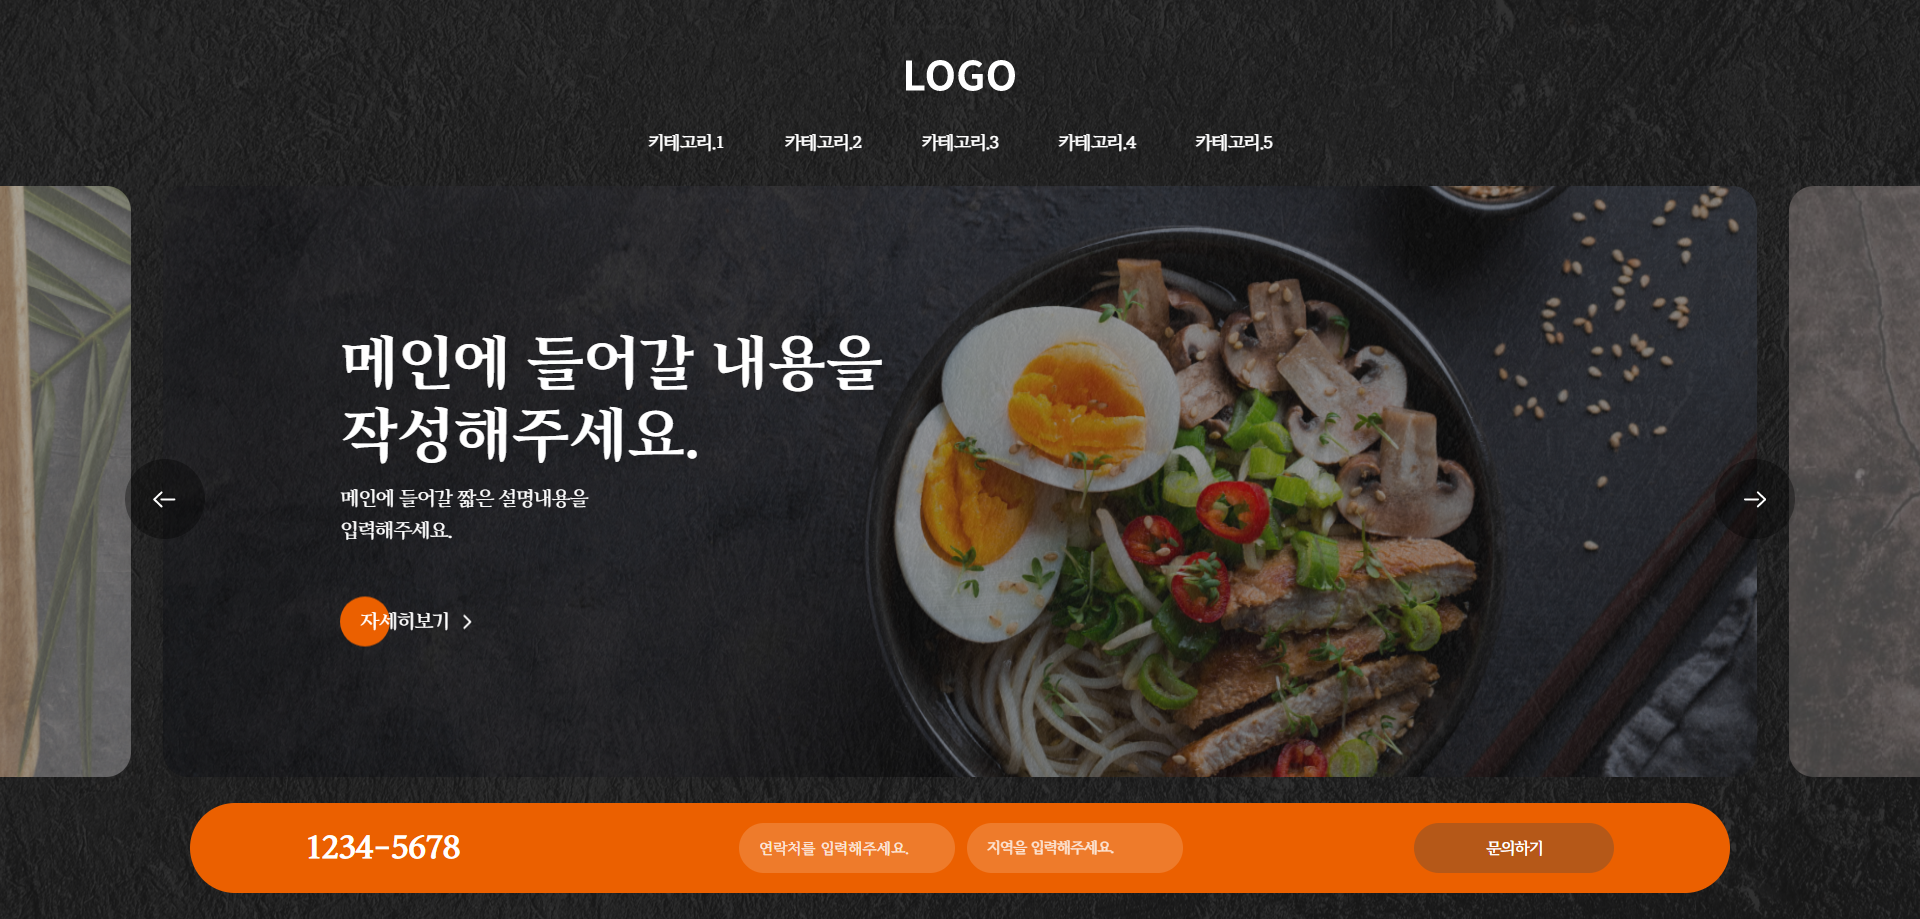 LOGO
키테고리.1
카테고리.2
카테고리.3
카테고리.4
카테고리.5
메인에 들어갈 내용을
작성해주세요.
메인에 들어갈 짧은 설명내용을
입력해주세요.
자세히보기
1234-5678
연락처를 입력해주세요.
지역을 입력해주세요.
문의하기